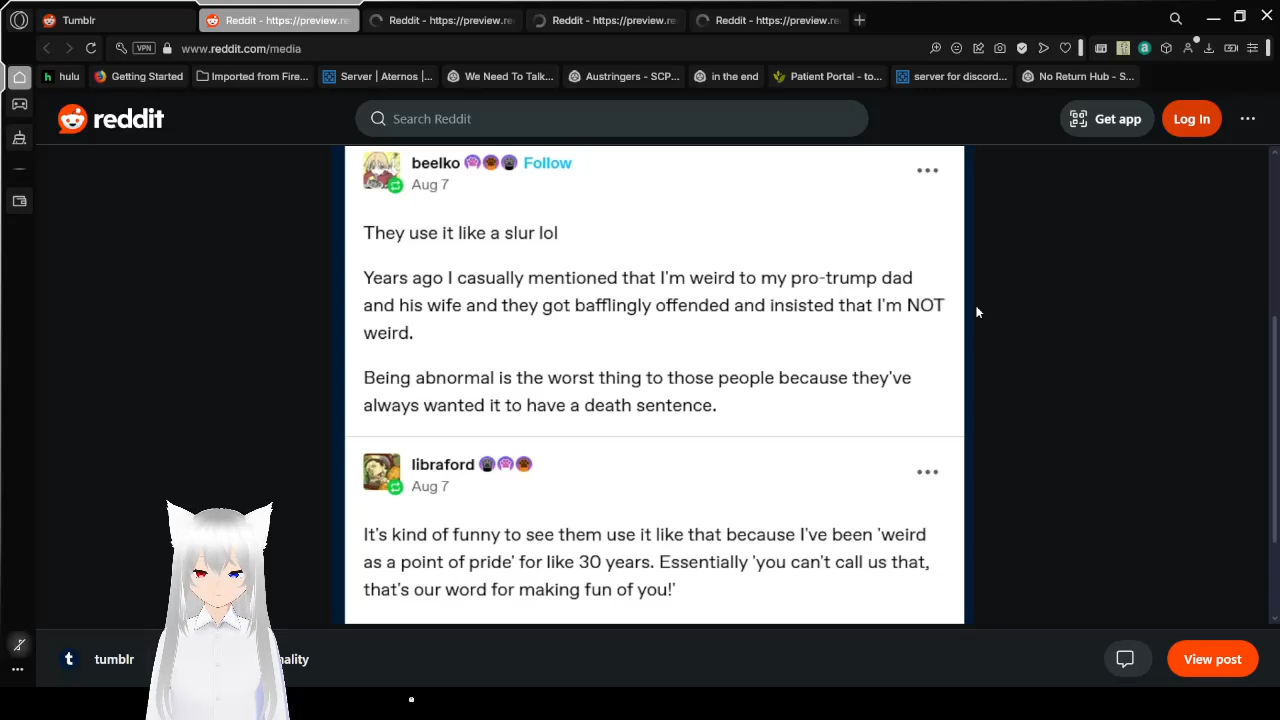 Tumblr
Reddit - https://preview.re
Reddit - https://preview.re
Reddit - https://preview.re
Reddit - https://preview.re
VPN
www.reddit.com/media
hulu
Getting Started
Imported from Fire...
Server | Aternos |...
We Need To Talk...
Austringers - SCP...
in the end
Patient Portal - to...
server for discord...
No Return Hub - S...
reddit
Search Reddit
Get app
Log In
beelko Follow
Aug 7
They use it like a slur lol
Years ago I casually mentioned that I'm weird to my pro-trump dad
and his wife and they got bafflingly offended and insisted that I'm NOT
weird.
Being abnormal is the worst thing to those people because they've
always wanted it to have a death sentence.
libraford
Aug 7
It's kind of funny to see them use it like that because I've been 'weird
as a point of pride' for like 30 years. Essentially 'you can't call us that,
that's our word for making fun of you!'
t
tumblr
nality
View post